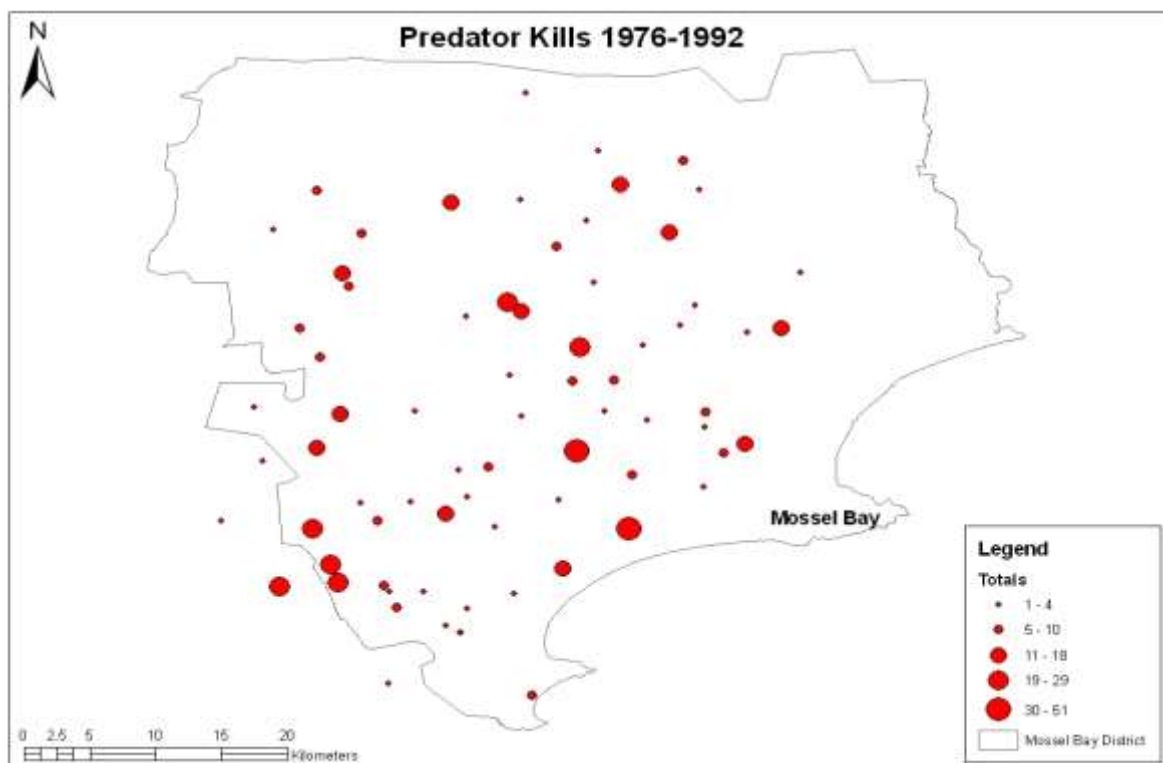 Predator Kills 1976-1992
N
Mossel Bay
Legend
Totals
1 - 4
5 - 10
11 - 18
19 - 29
30 - 51
Mossel Bay District
0 2.5 5 10 15 20
Kilometers